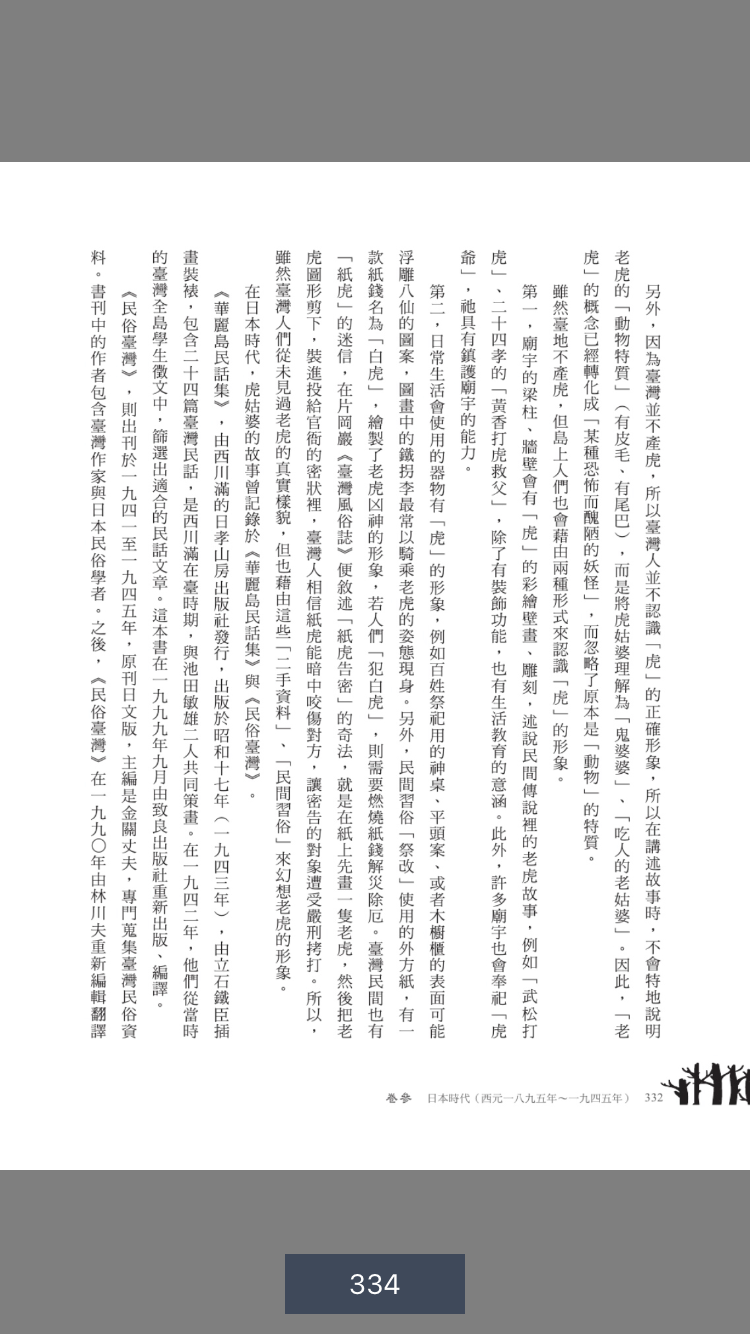 另外，因為臺灣並不產虎，所以臺灣人並不認識「虎」的正確形象，所以在講述故事時，不會特地說明
老虎的「動物特質」（有皮毛、有尾巴），而是將虎姑婆理解為「鬼婆婆」、「吃人的老姑婆」。因此，「老
虎」的概念已經轉化成「某種恐怖而醜陋的妖怪」，而忽略了原本是「動物」的特質。
雖然臺地不產虎，但島上人們也會藉由兩種形式來認識「虎」的形象。
第一，廟宇的梁柱、牆壁會有「虎」的彩繪壁畫、雕刻，述說民間傳說裡的老虎故事，例如「武松打
虎」、二十四孝的「黃香打虎救父」，除了有裝飾功能，也有生活教育的意涵。此外，許多廟宇也會奉祀「虎
爺」，祂具有鎮護廟宇的能力。
第二，日常生活會使用的器物有「虎」的形象，例如百姓祭祀用的神桌、平頭案、或者木櫥櫃的表面可能
浮雕八仙的圖案，圖畫中的鐵拐李最常以騎乘老虎的姿態現身。另外，民間習俗「祭改」使用的外方紙，有一
款紙錢名為「白虎」，繪製了老虎凶神的形象，若人們「犯白虎」，則需要燃燒紙錢解災除厄。臺灣民間也有
「紙虎」的迷信，在片岡巖《臺灣風俗誌》便敘述「紙虎告密」的奇法，就是在紙上先畫一隻老虎，然後把老
虎圖形剪下，裝進投給官衙的密狀裡，臺灣人相信紙虎能暗中咬傷對方，讓密告的對象遭受嚴刑拷打。所以，
雖然臺灣人們從未見過老虎的真實樣貌，但也藉由這些「二手資料」、「民間習俗」來幻想老虎的形象。
在日本時代，虎姑婆的故事曾記錄於《華麗島民話集》與《民俗臺灣》。
《華麗島民話集》，由西川滿的日孝山房出版社發行，出版於昭和十七年（一九四三年），由立石鐵臣插
畫裝裱，包含二十四篇臺灣民話，是西川滿在臺時期，與池田敏雄二人共同策畫。在一九四二年，他們從當時
的臺灣全島學生徵文中，篩選出適合的民話文章。這本書在一九九九年九月由致良出版社重新出版、編譯。
《民俗臺灣》，則出刊於一九四一至一九四五年，原刊日文版，主編是金關丈夫，專門蒐集臺灣民俗資
料。書刊中的作者包含臺灣作家與日本民俗學者。之後，《民俗臺灣》在一九九〇年由林川夫重新編輯翻譯
卷參 日本時代（西元一八九五年～一九四五年） 332
334